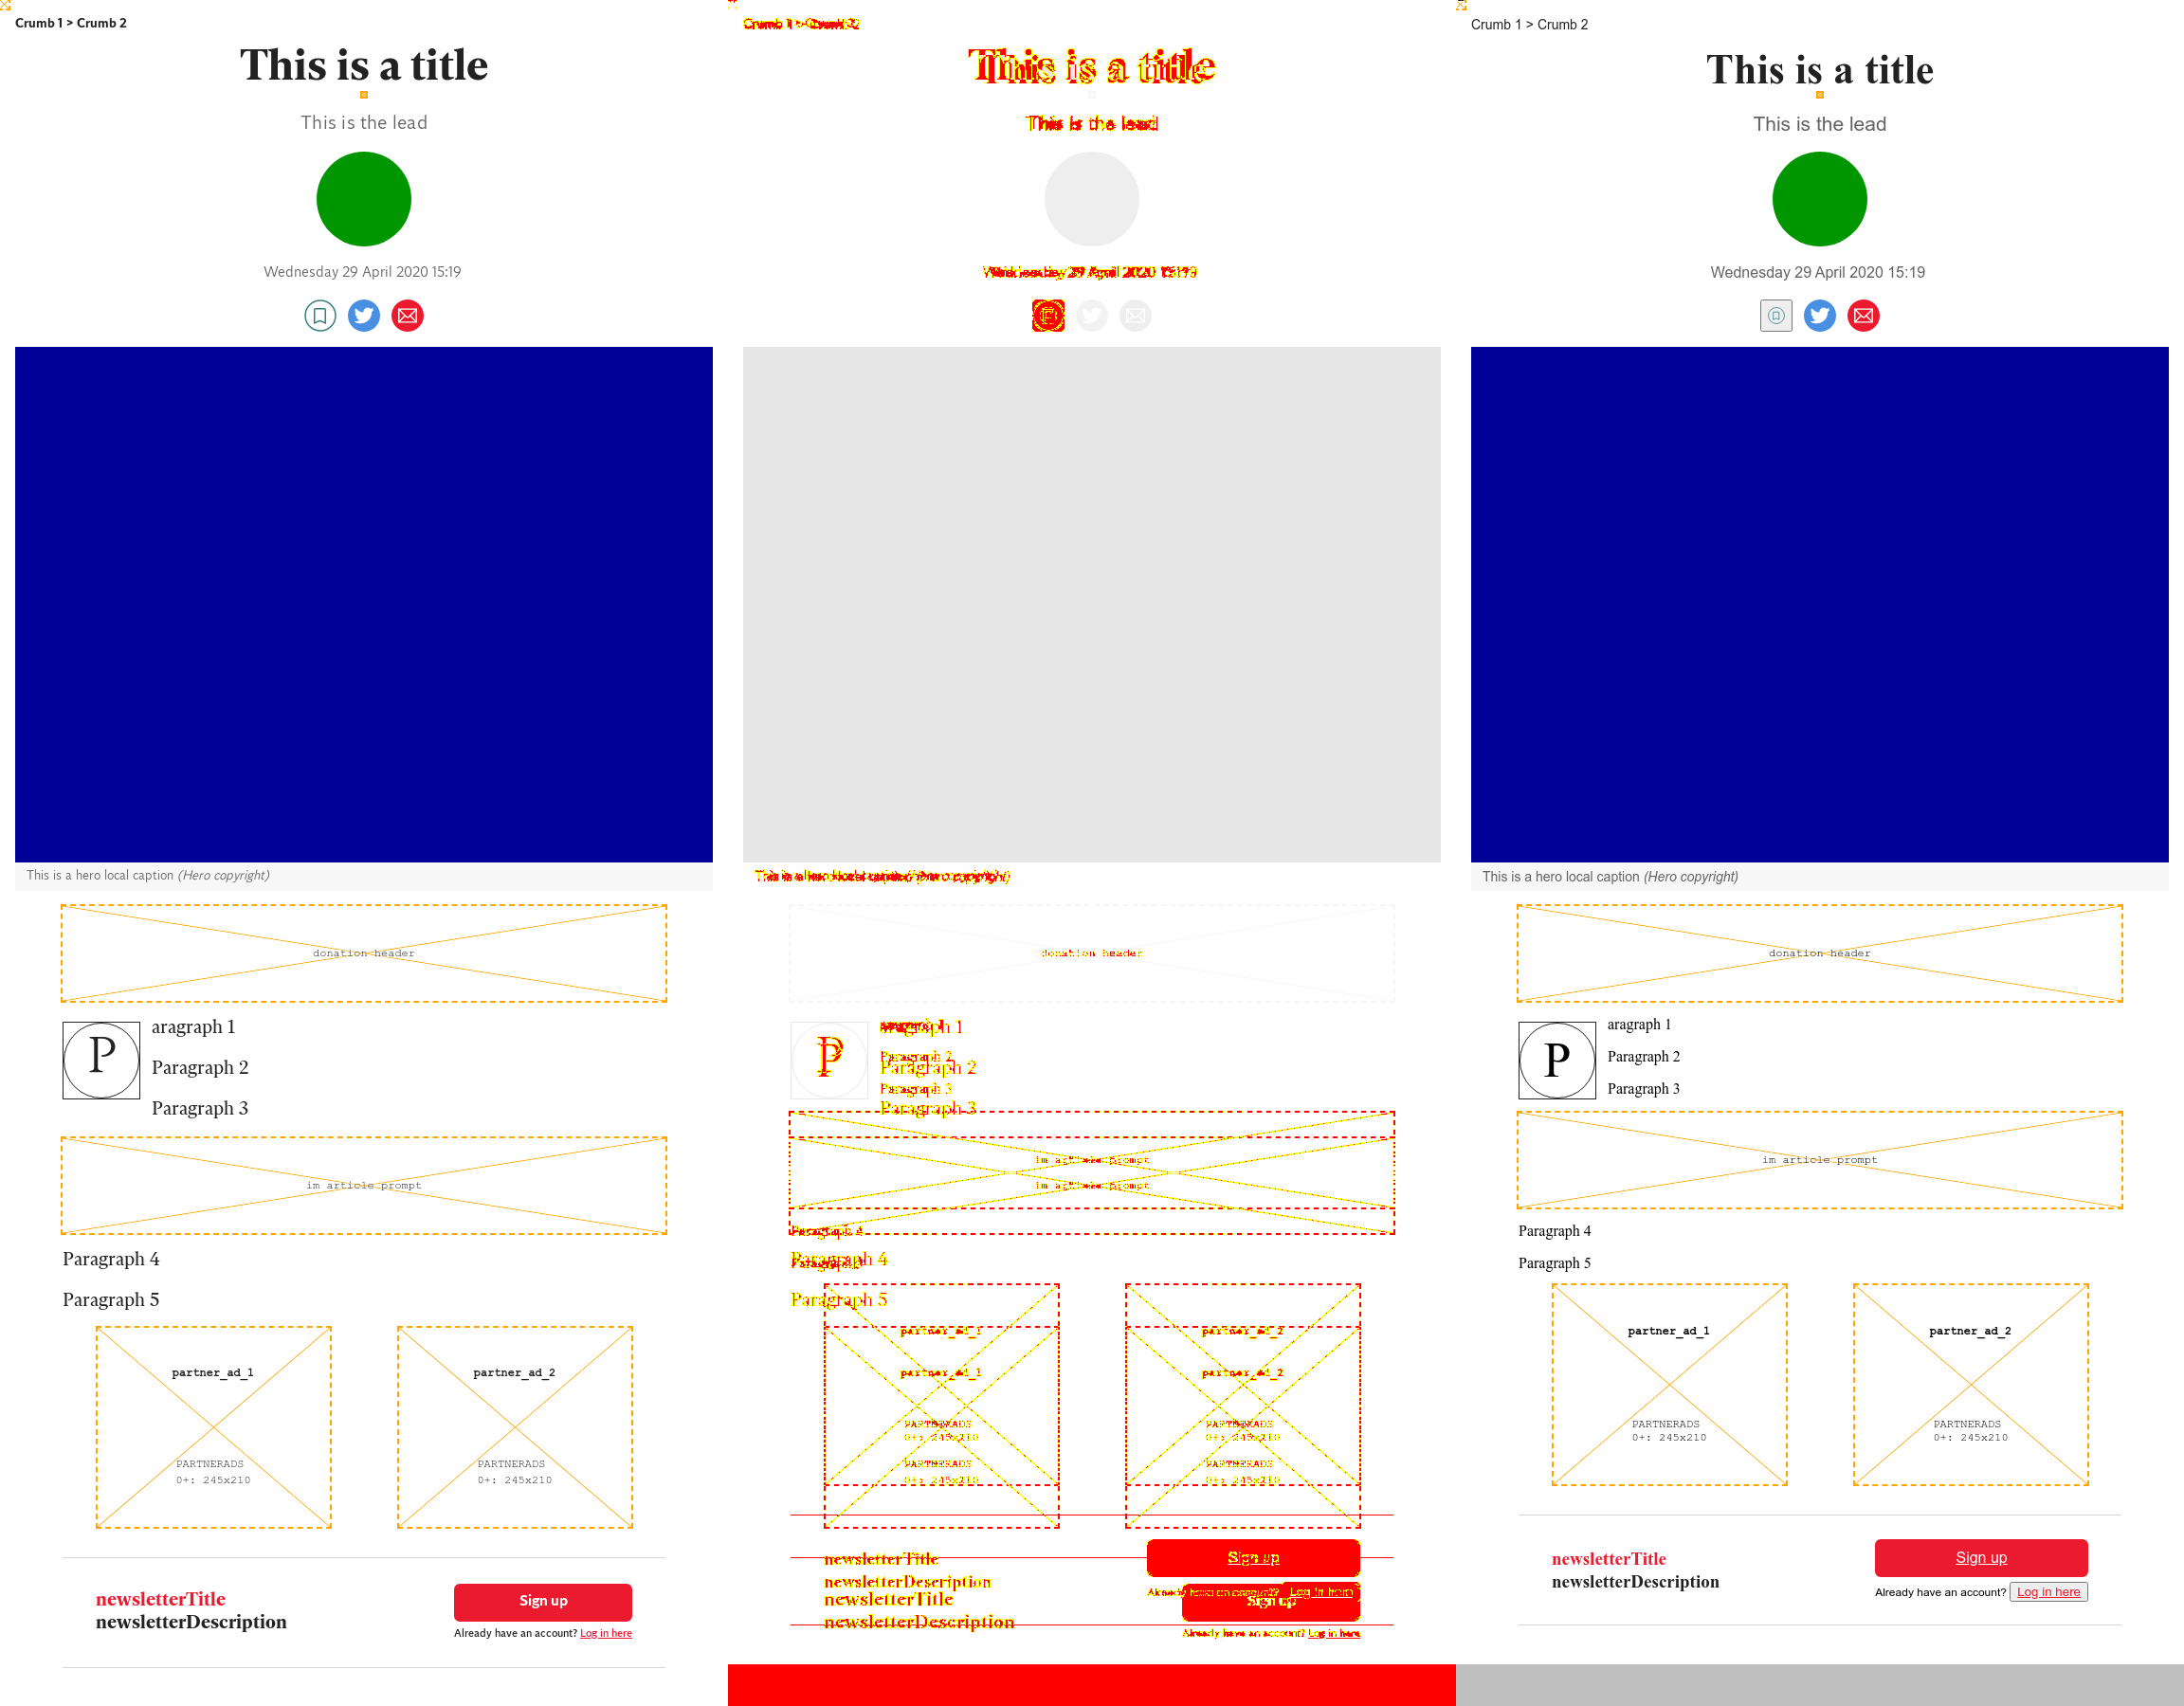 Crumb 1 > Crumb 2
This is a title
This is the lead
Wednesday 29 April 2020 15:19
This is a hero local caption (Hero copyright)
donation header
P
aragraph 1
Paragraph 2
Paragraph 3
im article prompt
Paragraph 4
Paragraph 5
partner_ad_1
PARTNERADS
0+: 245x210
partner_ad_2
PARTNERADS
0+: 245x210
newsletterTitle
newsletterDescription
Sign up
Already have an account? Log in here
Crumb 1 > Crumb 2
This is a title
This is the lead
Wednesday 29 April 2020 15:19
This is a hero local caption (Hero copyright)
donation header
P
aragraph 1
Paragraph 2
Paragraph 2
Paragraph 3
Paragraph 3
im article prompt
im article prompt
Paragraph 4
Paragraph 4
Paragraph 5
partner_ad_1
partner_ad_1
PARTNERADS
0+: 245x210
PARTNERADS
0+: 245x210
partner_ad_2
partner_ad_2
PARTNERADS
0+: 245x210
PARTNERADS
0+: 245x210
newsletterTitle
newsletterDescription
newsletterTitle
newsletterDescription
Sign up
Already have an account? Log in here
Sign up
Already have an account? Log in here
Crumb 1 > Crumb 2
This is a title
This is the lead
Wednesday 29 April 2020 15:19
This is a hero local caption (Hero copyright)
donation header
P
aragraph 1
Paragraph 2
Paragraph 3
im article prompt
Paragraph 4
Paragraph 5
partner_ad_1
PARTNERADS
0+: 245x210
partner_ad_2
PARTNERADS
0+: 245x210
newsletterTitle
newsletterDescription
Sign up
Already have an account? Log in here